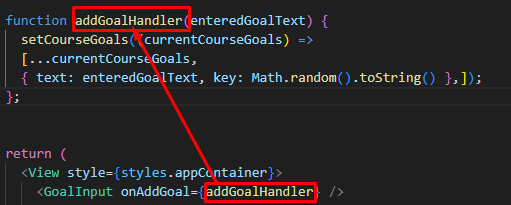 function addGoalHandler(enteredGoalText) {
setCourseGoals((currentCourseGoals) =>
[...currentCourseGoals,
{ text: enteredGoalText, key: Math.random().toString() },]);
};
return (
<View style={styles.appContainer}>
<GoalInput onAddGoal={addGoalHandler} />